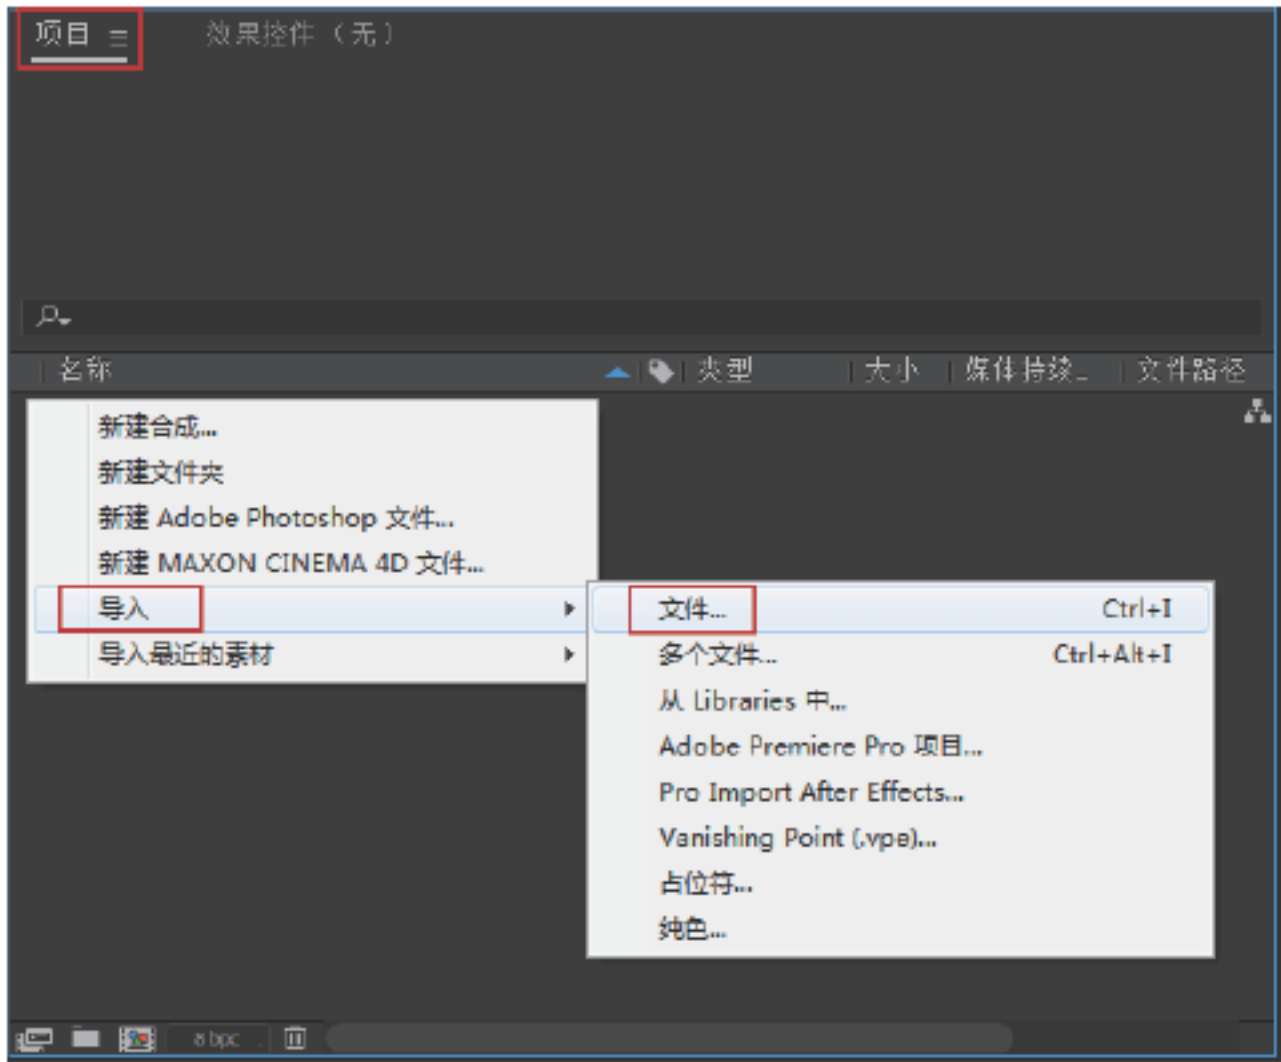 项目 ≡ 效果控件（无）
名称 类型 大小 媒体持续... 文件路径
新建合成...
新建文件夹
新建 Adobe Photoshop 文件...
新建 MAXON CINEMA 4D 文件...
导入
导入最近的素材
文件... Ctrl+I
多个文件... Ctrl+Alt+I
从 Libraries 中...
Adobe Premiere Pro 项目...
Pro Import After Effects...
Vanishing Point (.vpe)...
占位符...
纯色...
8 bpc